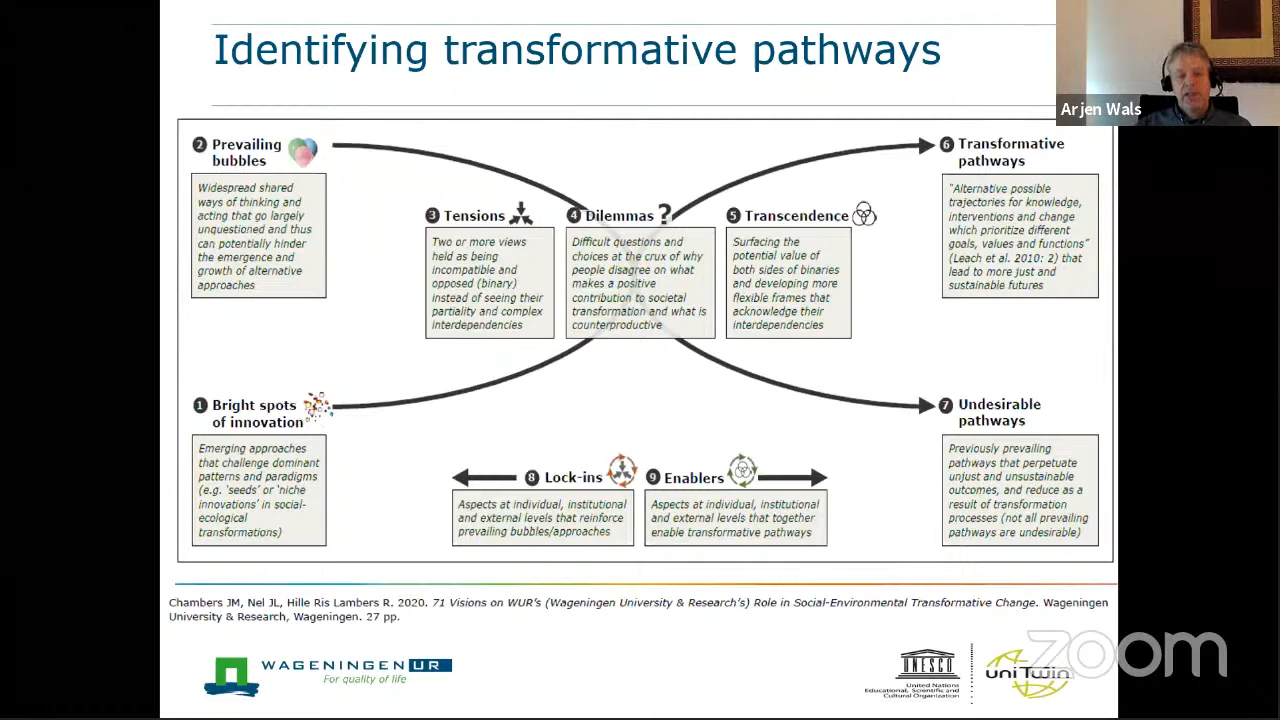 Identifying transformative pathways
Arjen Wals
2 Prevailing
bubbles
Widespread shared
ways of thinking and
acting that go largely
unquestioned and thus
can potentially hinder
the emergence and
growth of alternative
approaches
3 Tensions
Two or more views
held as being
incompatible and
opposed (binary)
instead of seeing their
partiality and complex
interdependencies
4 Dilemmas ?
Difficult questions and
choices at the crux of why
people disagree on what
makes a positive
contribution to societal
transformation and what is
counterproductive
5 Transcendence
Surfacing the
potential value of
both sides of binaries
and developing more
flexible frames that
acknowledge their
interdependencies
6 Transformative
pathways
"Alternative possible
trajectories for knowledge,
interventions and change
which prioritize different
goals, values and functions"
(Leach et al. 2010: 2) that
lead to more just and
sustainable futures
1 Bright spots
of innovation
Emerging approaches
that challenge dominant
patterns and paradigms
(e.g. 'seeds' or 'niche
innovations' in social-
ecological
transformations)
8 Lock-ins
Aspects at individual, institutional
and external levels that reinforce
prevailing bubbles/approaches
9 Enablers
Aspects at individual, institutional
and external levels that together
enable transformative pathways
7 Undesirable
pathways
Previously prevailing
pathways that perpetuate
unjust and unsustainable
outcomes, and reduce as a
result of transformation
processes (not all prevailing
pathways are undesirable)
Chambers JM, Nel JL, Hille Ris Lambers R. 2020. 71 Visions on WUR's (Wageningen University & Research's) Role in Social-Environmental Transformative Change. Wageningen
University & Research, Wageningen. 27 pp.
WAGENINGEN UR
For quality of life
UNESCO
United Nations
Educational, Scientific and
Cultural Organization
uniTwin
zoom